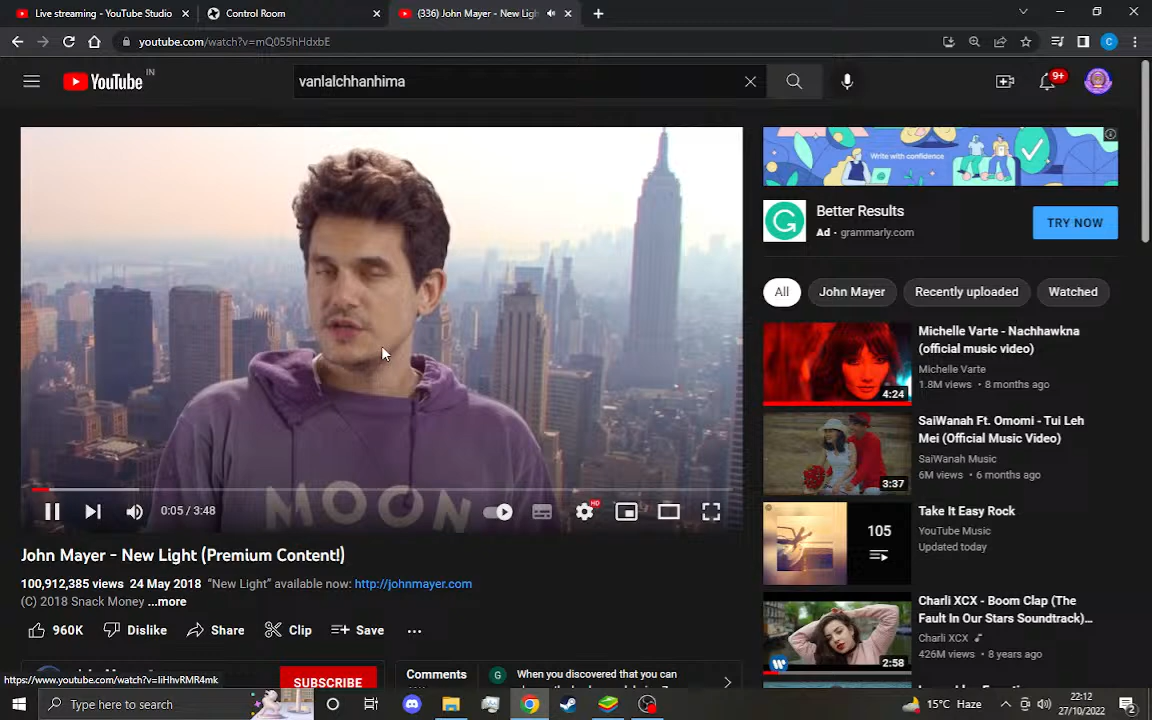 Live streaming - YouTube Studio
Control Room
(336) John Mayer - New Ligh
youtube.com/watch?v=mQ055hHdxbE
C
YouTube IN
vanlalchhanhima
9+
MOON
0:05 / 3:48
HD
John Mayer - New Light (Premium Content!)
100,912,385 views 24 May 2018 "New Light" available now: http://johnmayer.com
(C) 2018 Snack Money ...more
960K
Dislike
Share
Clip
Save
SUBSCRIBE
Comments
G
When you discovered that you can
Write with confidence
Better Results
Ad · grammarly.com
TRY NOW
All
John Mayer
Recently uploaded
Watched
Michelle Varte - Nachhawkna
(official music video)
Michelle Varte
1.8M views • 8 months ago
4:24
SaiWanah Ft. Omomi - Tui Leh
Mei (Official Music Video)
SaiWanah Music
6M views • 6 months ago
3:37
Take It Easy Rock
YouTube Music
Updated today
105
Charli XCX - Boom Clap (The
Fault In Our Stars Soundtrack)...
Charli XCX
426M views • 8 years ago
2:58
https://www.youtube.com/watch?v=IiHhvRMR4mk
Type here to search
15°C Haze
22:12
27/10/2022
2